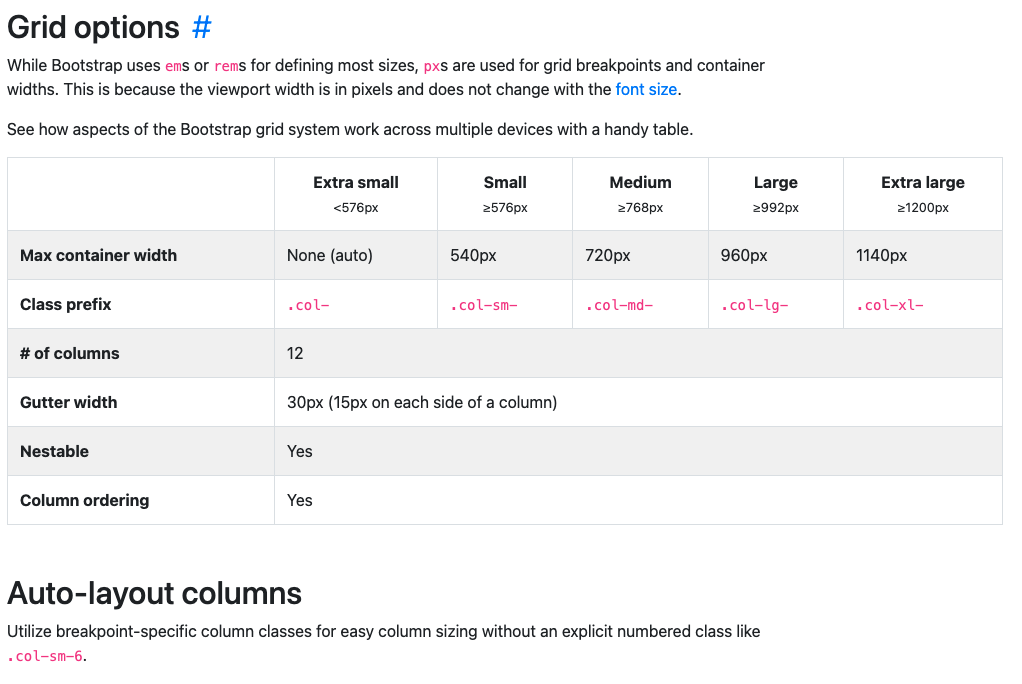 Grid options #
While Bootstrap uses ems or rems for defining most sizes, pxs are used for grid breakpoints and container
widths. This is because the viewport width is in pixels and does not change with the font size.
See how aspects of the Bootstrap grid system work across multiple devices with a handy table.
Extra small Small Medium Large Extra large
<576px ≥576px ≥768px ≥992px ≥1200px
Max container width None (auto) 540px 720px 960px 1140px
Class prefix .col- .col-sm- .col-md- .col-lg- .col-xl-
# of columns 12
Gutter width 30px (15px on each side of a column)
Nestable Yes
Column ordering Yes
Auto-layout columns
Utilize breakpoint-specific column classes for easy column sizing without an explicit numbered class like
.col-sm-6.